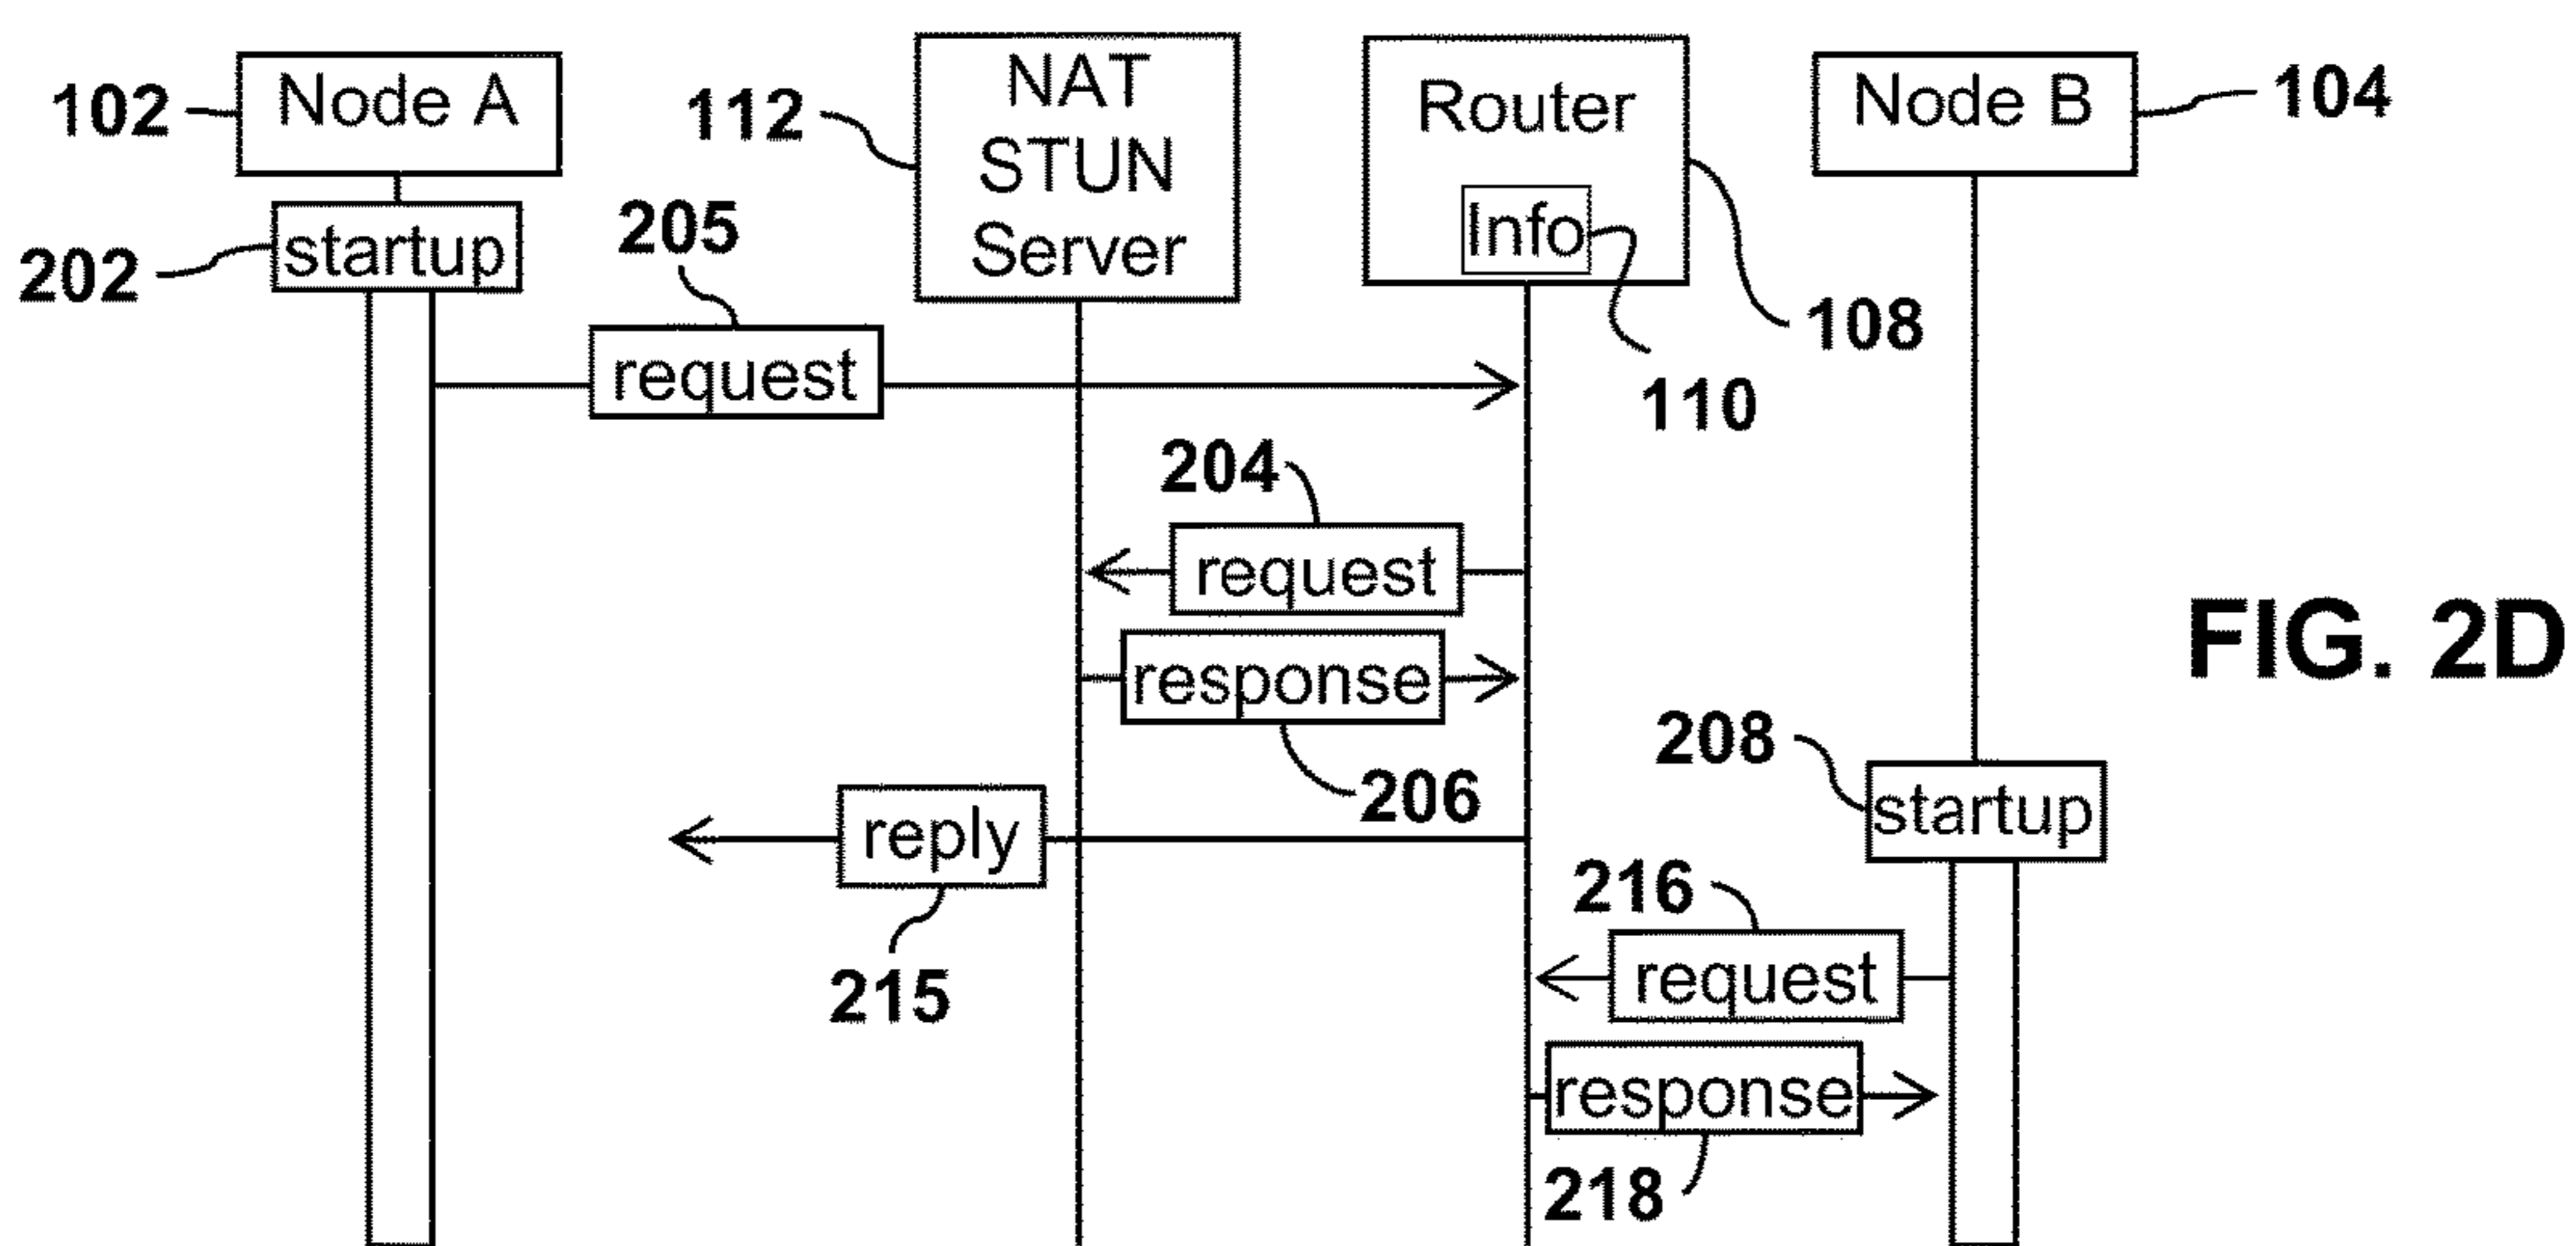 102
Node A
112
NAT
STUN
Server
Router
Info
Node B
104
202
startup
205
request
108
110
204
request
response
206
FIG. 2D
208
startup
reply
215
216
request
response
218